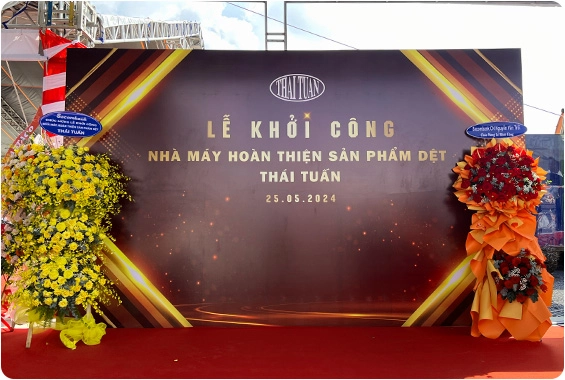 THAI TUAN
LỄ KHỞI CÔNG
NHÀ MÁY HOÀN THIỆN SẢN PHẨM DỆT
THÁI TUẤN
25.05.2024
Sacombank
THÁI TUẤN